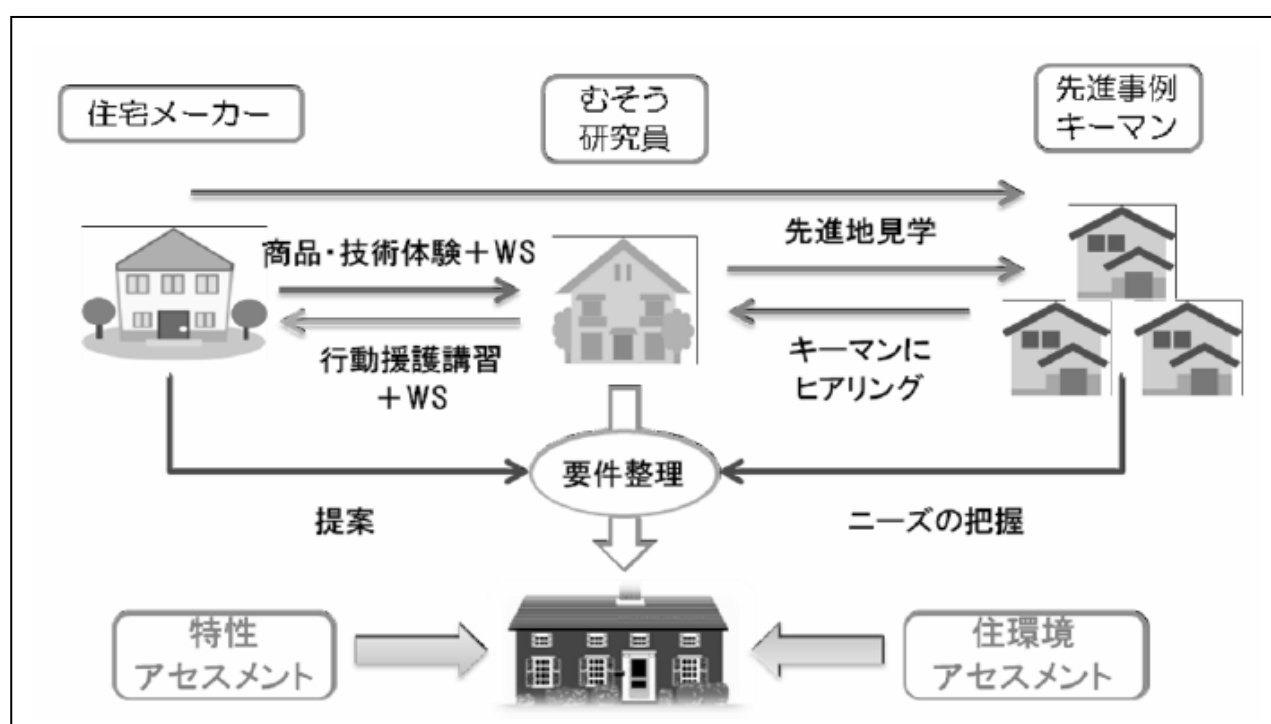 住宅メーカー
むそう
研究員
先進事例
キーマン
商品・技術体験＋WS
先進地見学
行動援護講習
＋WS
キーマンに
ヒアリング
要件整理
提案
ニーズの把握
特性
アセスメント
住環境
アセスメント